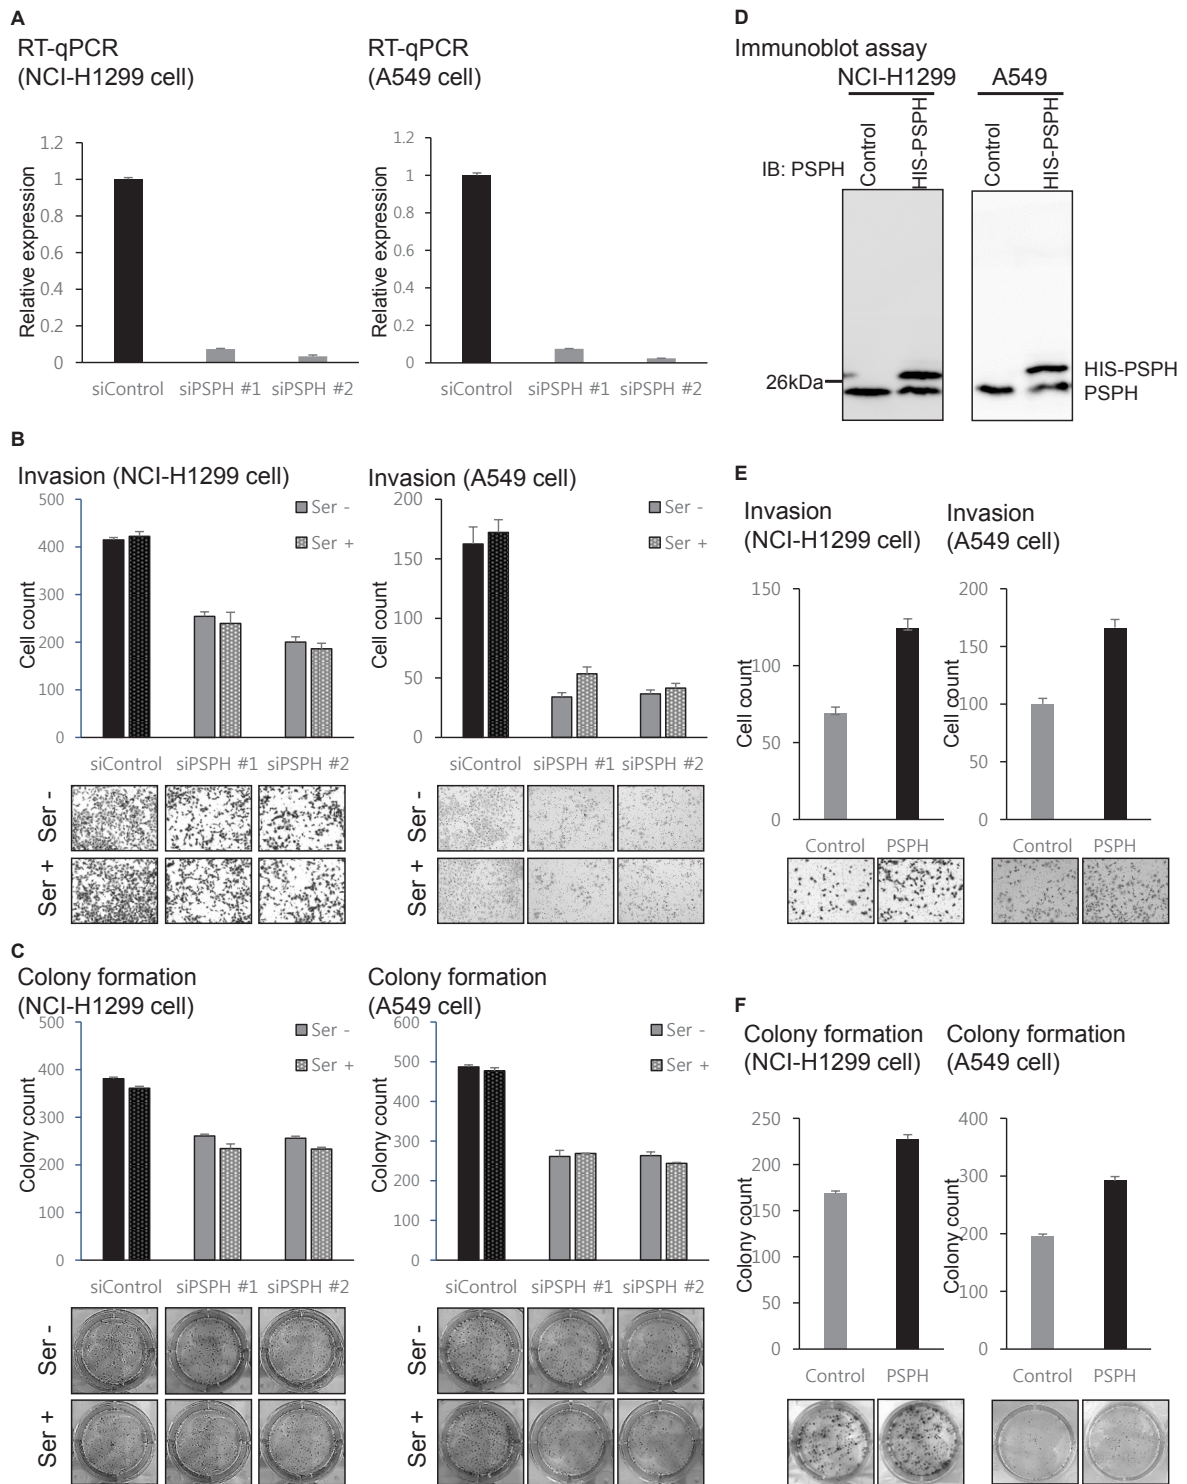 A
RT-qPCR
(NCI-H1299 cell)
Relative expression
1.2
1
0.8
0.6
0.4
0.2
0
siControl siPSPH #1 siPSPH #2
RT-qPCR
(A549 cell)
Relative expression
1.2
1
0.8
0.6
0.4
0.2
0
siControl siPSPH #1 siPSPH #2
B
Invasion (NCI-H1299 cell)
Cell count
500
400
300
200
100
0
Ser -
Ser +
siControl siPSPH #1 siPSPH #2
Ser -
Ser +
Invasion (A549 cell)
Cell count
200
150
100
50
0
Ser -
Ser +
siControl siPSPH #1 siPSPH #2
Ser -
Ser +
C
Colony formation
(NCI-H1299 cell)
Colony count
500
400
300
200
100
0
Ser -
Ser +
siControl siPSPH #1 siPSPH #2
Ser -
Ser +
Colony formation
(A549 cell)
Colony count
600
500
400
300
200
100
0
Ser -
Ser +
siControl siPSPH #1 siPSPH #2
Ser -
Ser +
D
Immunoblot assay
NCI-H1299 A549
IB: PSPH
Control
HIS-PSPH
Control
HIS-PSPH
26kDa
HIS-PSPH
PSPH
E
Invasion
(NCI-H1299 cell)
Cell count
150
100
50
0
Control PSPH
Invasion
(A549 cell)
Cell count
200
150
100
50
0
Control PSPH
F
Colony formation
(NCI-H1299 cell)
Colony count
250
200
150
100
50
0
Control PSPH
Colony formation
(A549 cell)
Colony count
400
300
200
100
0
Control PSPH